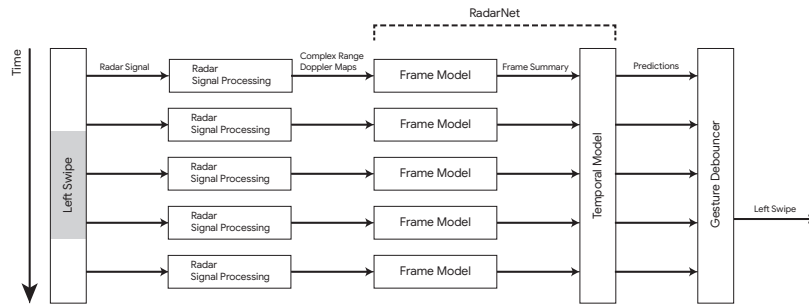 RadarNet
Time
Radar Signal
Radar
Signal Processing
Complex Range
Doppler Maps
Frame Model
Frame Summary
Predictions
Radar
Signal Processing
Frame Model
Radar
Signal Processing
Frame Model
Radar
Signal Processing
Frame Model
Radar
Signal Processing
Frame Model
Left Swipe
Temporal Model
Gesture Debouncer
Left Swipe